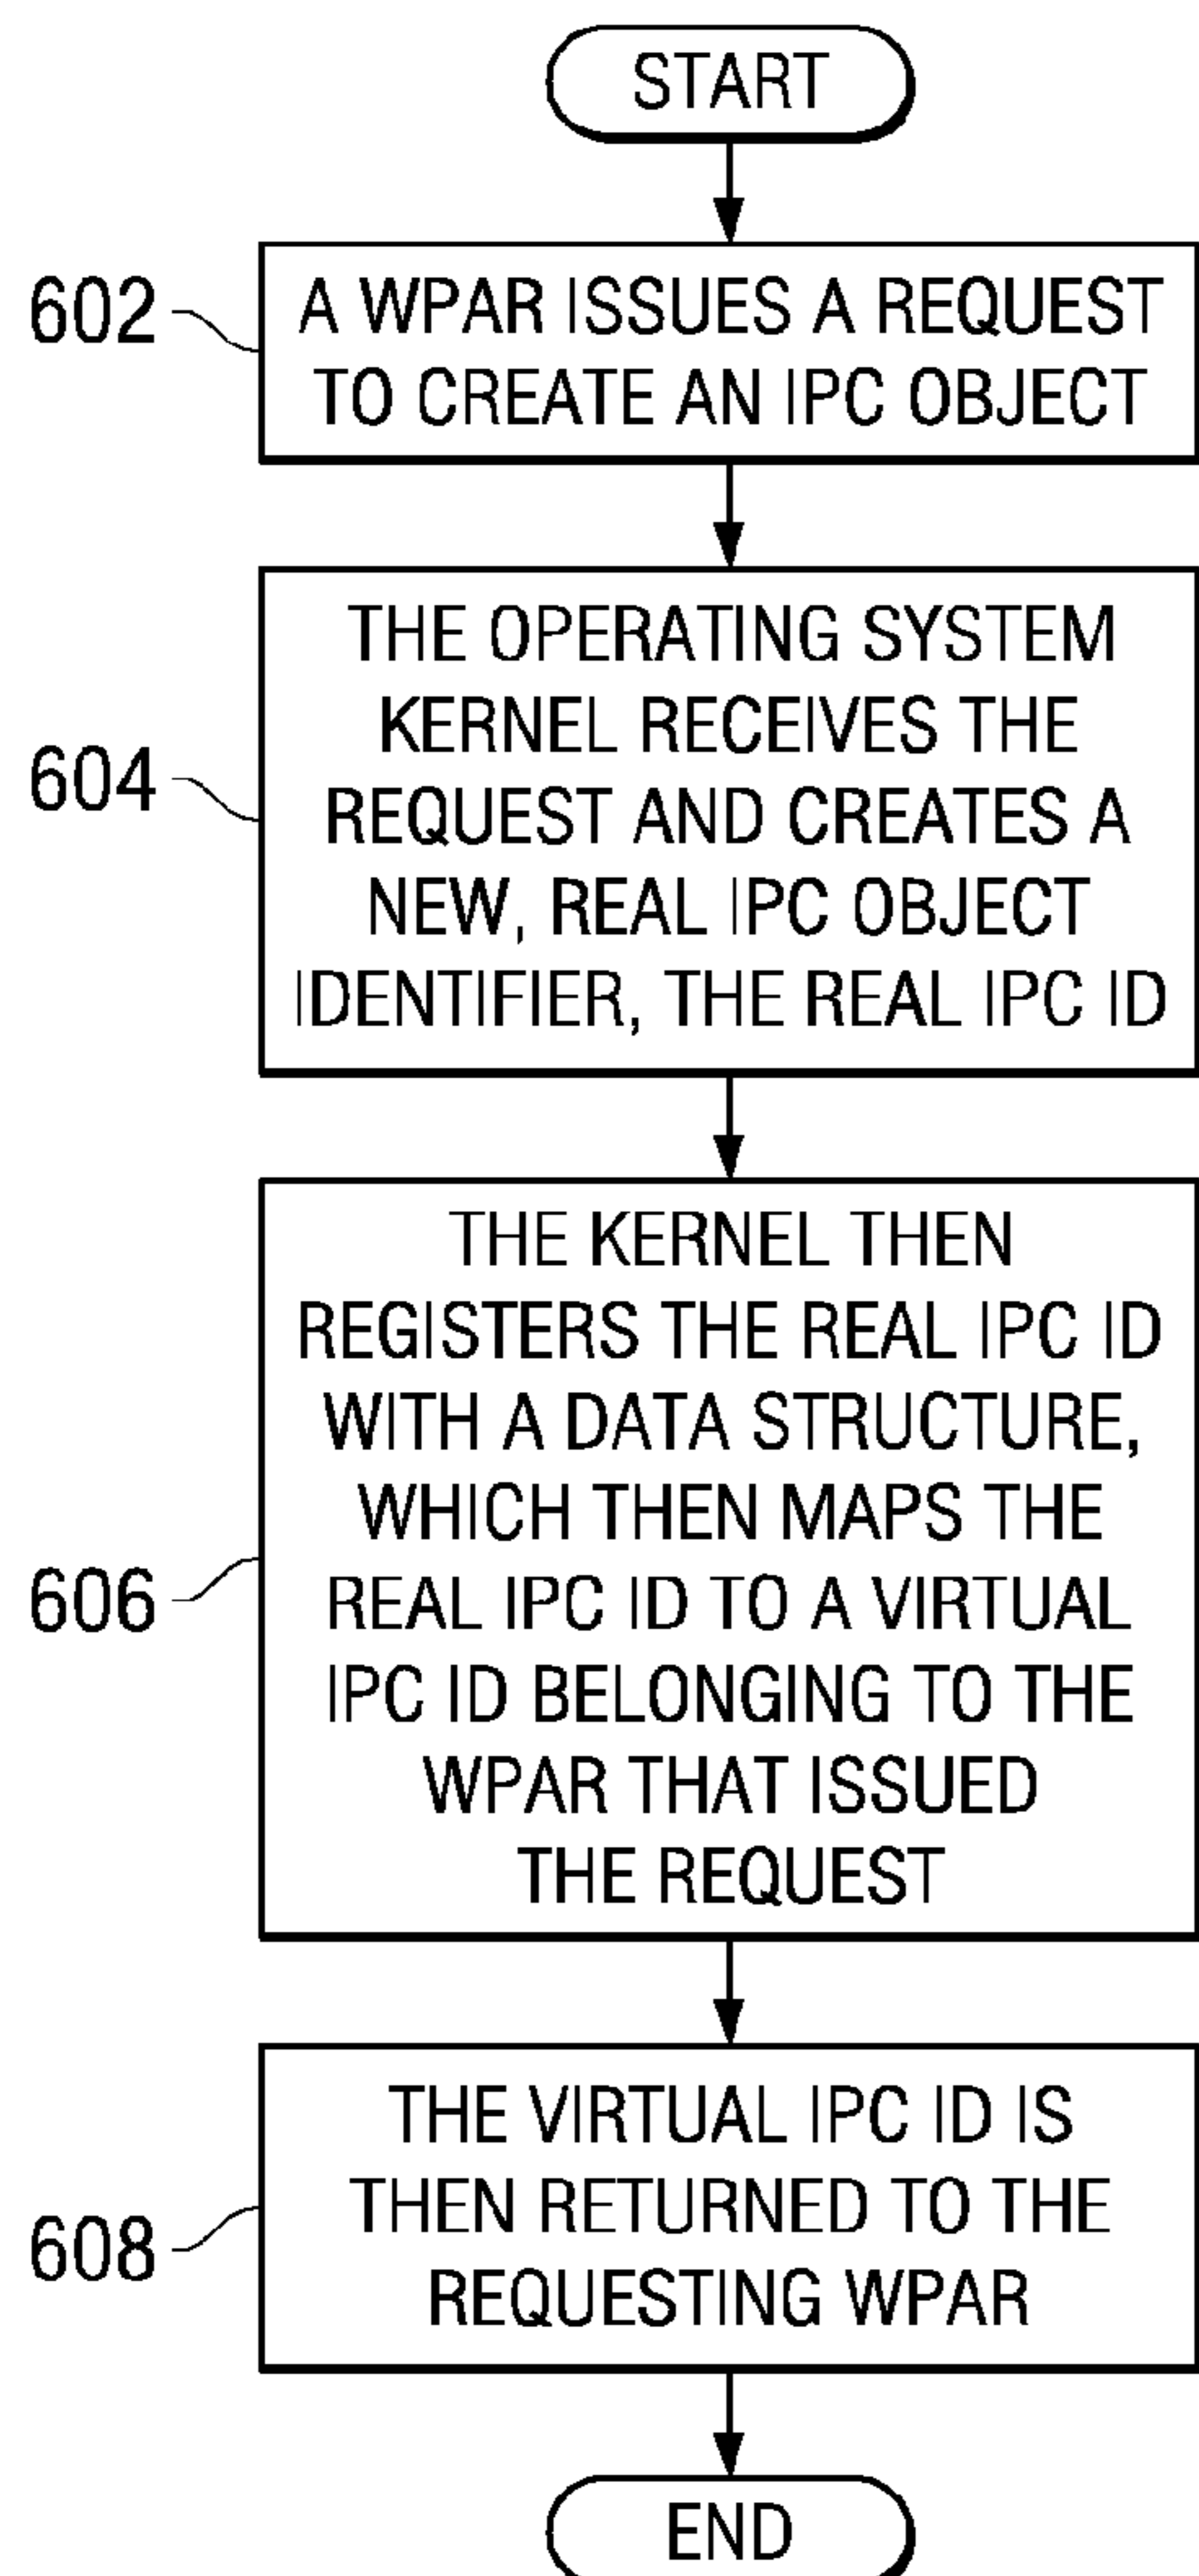 START
602
A WPAR ISSUES A REQUEST
TO CREATE AN IPC OBJECT
604
THE OPERATING SYSTEM
KERNEL RECEIVES THE
REQUEST AND CREATES A
NEW, REAL IPC OBJECT
IDENTIFIER, THE REAL IPC ID
606
THE KERNEL THEN
REGISTERS THE REAL IPC ID
WITH A DATA STRUCTURE,
WHICH THEN MAPS THE
REAL IPC ID TO A VIRTUAL
IPC ID BELONGING TO THE
WPAR THAT ISSUED
THE REQUEST
608
THE VIRTUAL IPC ID IS
THEN RETURNED TO THE
REQUESTING WPAR
END